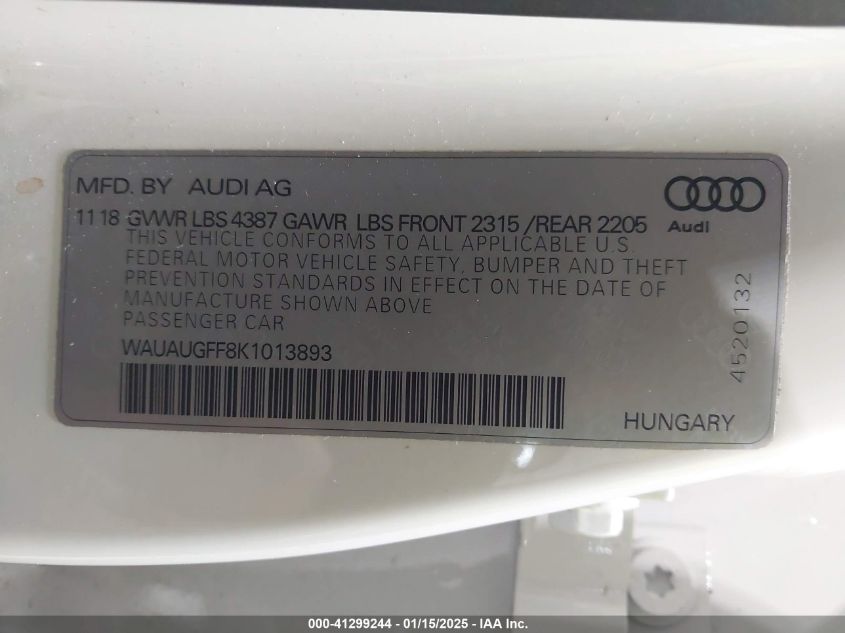 MFD. BY AUDI AG
11 18 GVWR LBS 4387 GAWR LBS FRONT 2315 /REAR 2205
Audi
THIS VEHICLE CONFORMS TO ALL APPLICABLE U.S.
FEDERAL MOTOR VEHICLE SAFETY, BUMPER AND THEFT
PREVENTION STANDARDS IN EFFECT ON THE DATE OF
MANUFACTURE SHOWN ABOVE
PASSENGER CAR
WAUAUGFF8K1013893
4520132
HUNGARY
000-41299244 - 01/15/2025 - IAA Inc.